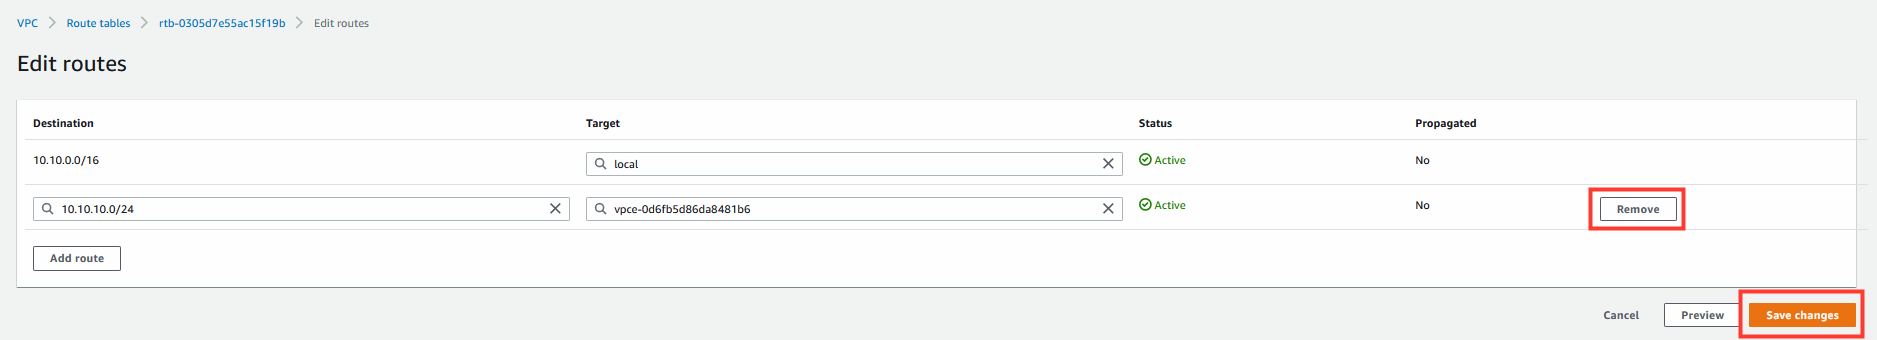 VPC > Route tables > rtb-0305d7e55ac15f19b > Edit routes
Edit routes
Destination Target Status Propagated
10.10.0.0/16 local Active No
10.10.10.0/24 vpce-0d6fb5d86da8481b6 Active No Remove
Add route
Cancel Preview Save changes